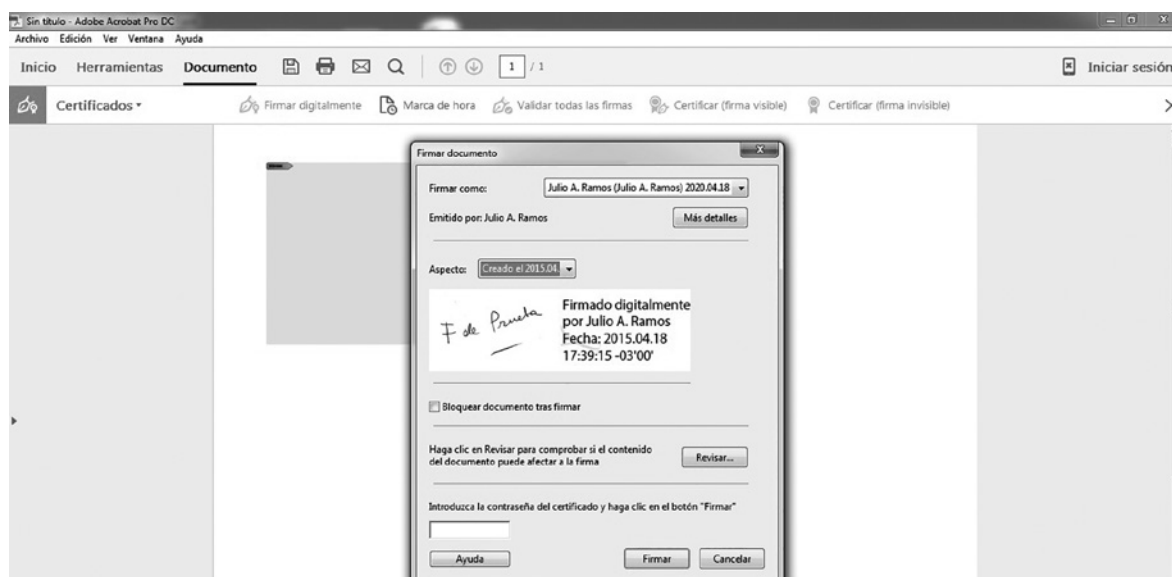 Sin título - Adobe Acrobat Pro DC
Archivo Edición Ver Ventana Ayuda
Inicio Herramientas Documento 1 / 1 Iniciar sesión
Certificados Firmar digitalmente Marca de hora Validar todas las firmas Certificar (firma visible) Certificar (firma invisible)
Firmar documento
Firmar como: Julio A. Ramos (Julio A. Ramos) 2020.04.18
Emitido por: Julio A. Ramos Más detalles
Aspecto: Creado el 2015.04.
F de Prueba
Firmado digitalmente
por Julio A. Ramos
Fecha: 2015.04.18
17:39:15 -03'00'
Bloquear documento tras firmar
Haga clic en Revisar para comprobar si el contenido
del documento puede afectar a la firma
Revisar...
Introduzca la contraseña del certificado y haga clic en el botón "Firmar"
Ayuda Firmar Cancelar